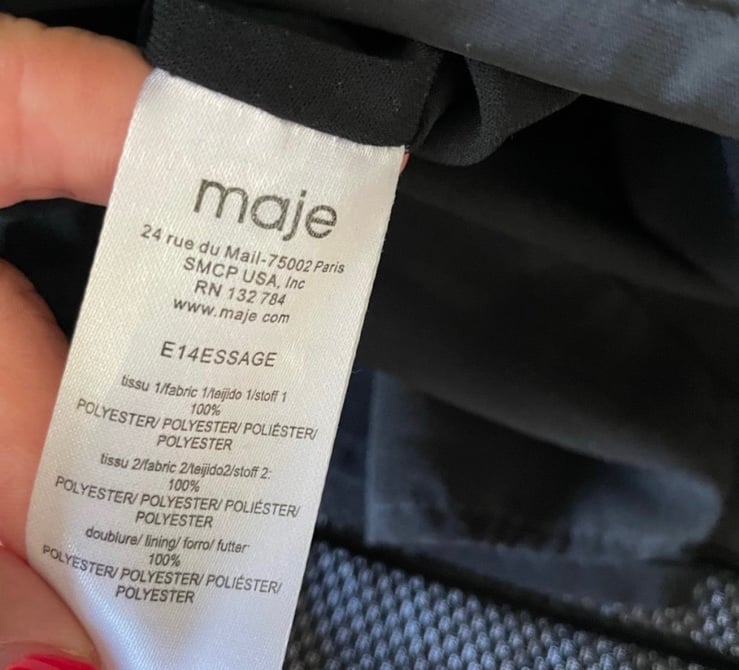 maje
24 rue du Mail-75002 Paris
SMCP USA, Inc
RN 132 784
www.maje com
E14ESSAGE
tissu 1/fabric 1/teijido 1/stoff 1
100%
POLYESTER/ POLYESTER/ POLIÉSTER/
POLYESTER
tissu 2/fabric 2/teijido2/stoff 2:
100%
POLYESTER/ POLYESTER/ POLIÉSTER/
POLYESTER
doublure/ lining/ forro/ futter
100%
POLYESTER/ POLYESTER/ POLIÉSTER/
POLYESTER